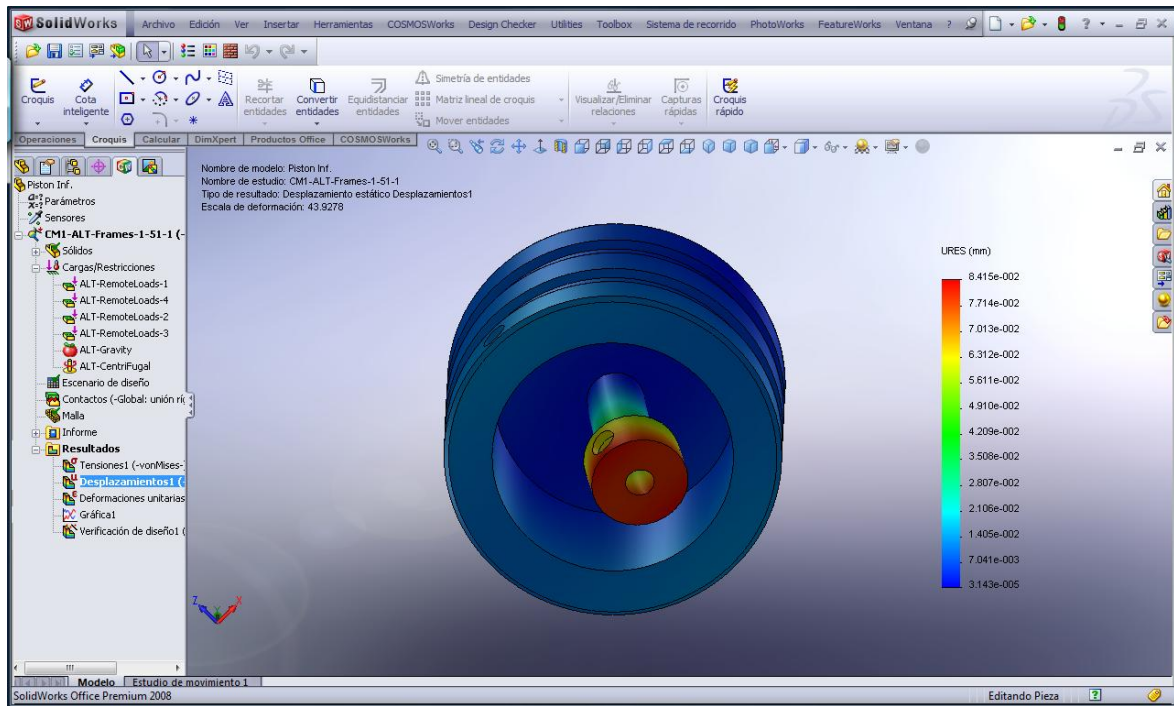 SolidWorks Archivo Edición Ver Insertar Herramientas COSMOSWorks Design Checker Utilities Toolbox Sistema de recorrido PhotoWorks FeatureWorks Ventana ?
Croquis Cota inteligente Recortar entidades Convertir entidades Equidistanciar entidades Simetría de entidades Matriz lineal de croquis Mover entidades Visualizar/Eliminar relaciones Capturas rápidas Croquis rápido
Operaciones Croquis Calcular DimXpert Productos Office COSMOSWorks
Piston Inf.
Parámetros
Sensores
CM1-ALT-Frames-1-51-1 (-
Sólidos
Cargas/Restricciones
ALT-RemoteLoads-1
ALT-RemoteLoads-4
ALT-RemoteLoads-2
ALT-RemoteLoads-3
ALT-Gravity
ALT-CentriFugal
Escenario de diseño
Contactos (-Global: unión ríg
Malla
Informe
Resultados
Tensiones1 (-vonMises-
Desplazamientos1 (
Deformaciones unitarias
Gráfica1
Verificación de diseño1 (
Nombre de modelo: Piston Inf.
Nombre de estudio: CM1-ALT-Frames-1-51-1
Tipo de resultado: Desplazamiento estático Desplazamientos1
Escala de deformación: 43.9278
URES (mm)
8.415e-002
7.714e-002
7.013e-002
6.312e-002
5.611e-002
4.910e-002
4.209e-002
3.508e-002
2.807e-002
2.106e-002
1.405e-002
7.041e-003
3.143e-005
Z Y X
Modelo Estudio de movimiento 1
SolidWorks Office Premium 2008 Editando Pieza